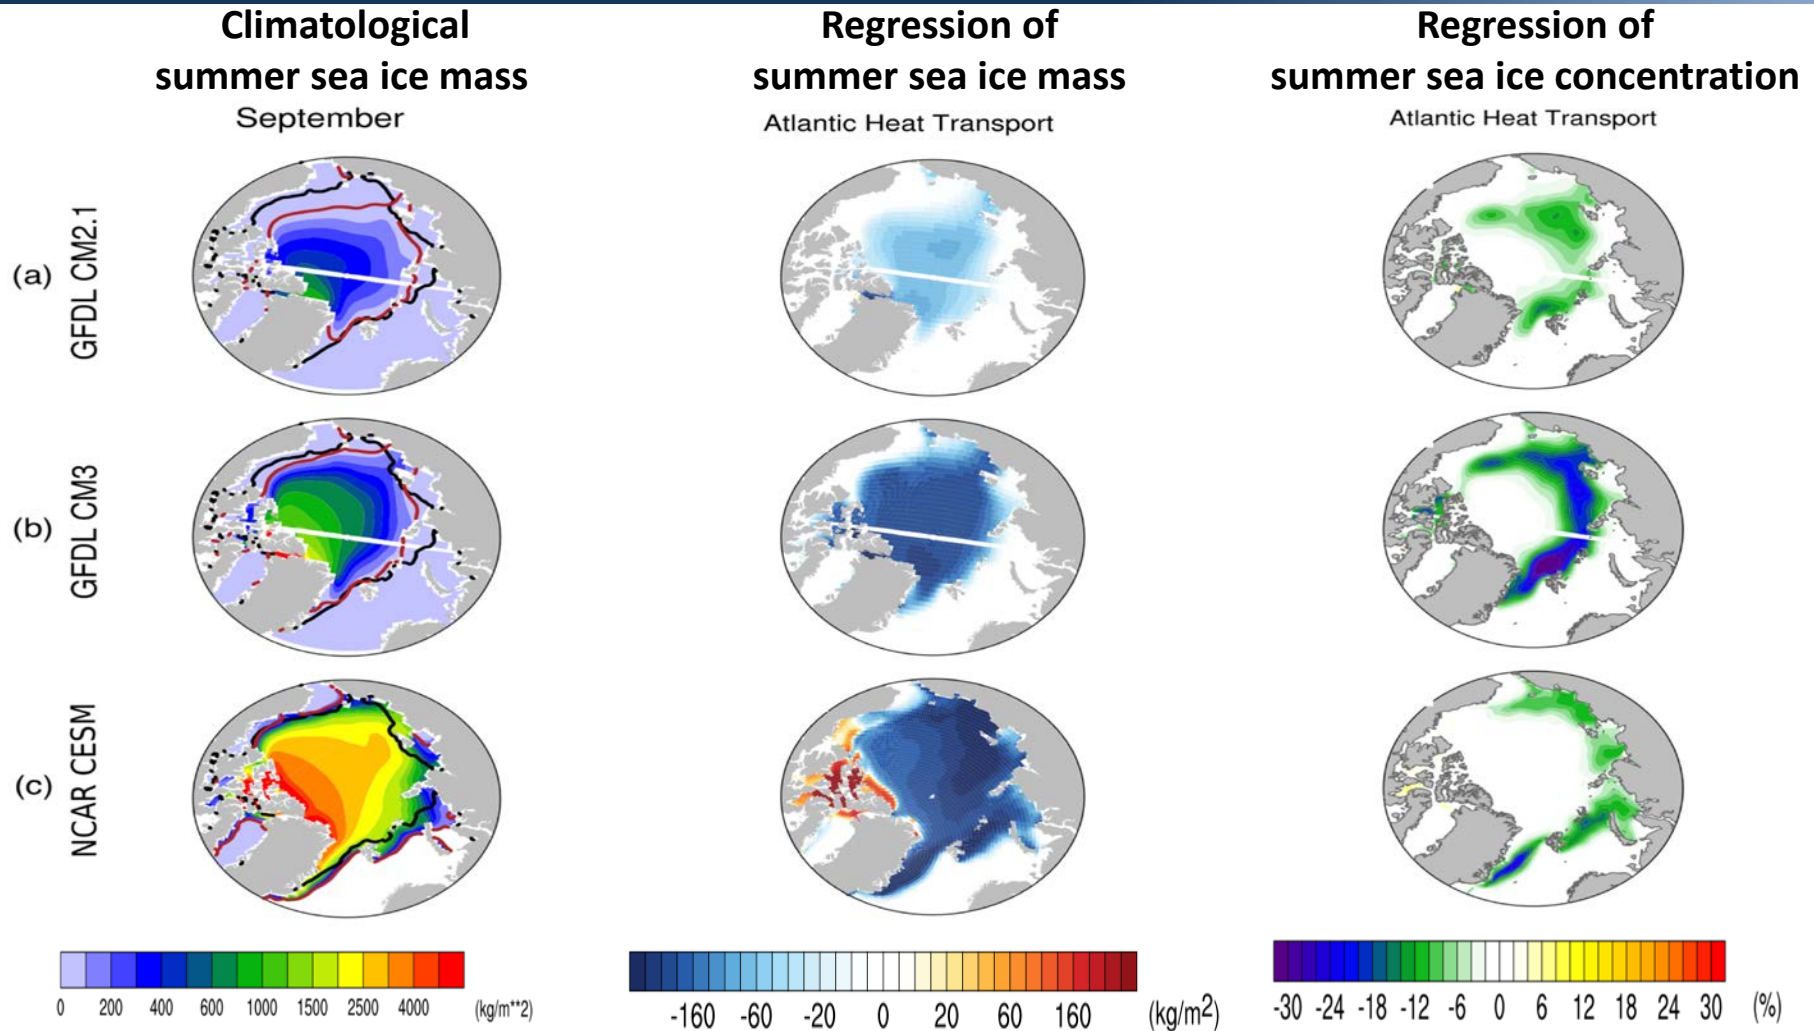 Climatological
summer sea ice mass
September
Regression of
summer sea ice mass
Atlantic Heat Transport
Regression of
summer sea ice concentration
Atlantic Heat Transport
(a) GFDL CM2.1
(b) GFDL CM3
(c) NCAR CESM
0 200 400 600 1000 1500 2500 4000 (kg/m**2)
-160 -60 -20 0 20 60 160 (kg/m²)
-30 -24 -18 -12 -6 0 6 12 18 24 30 (%)